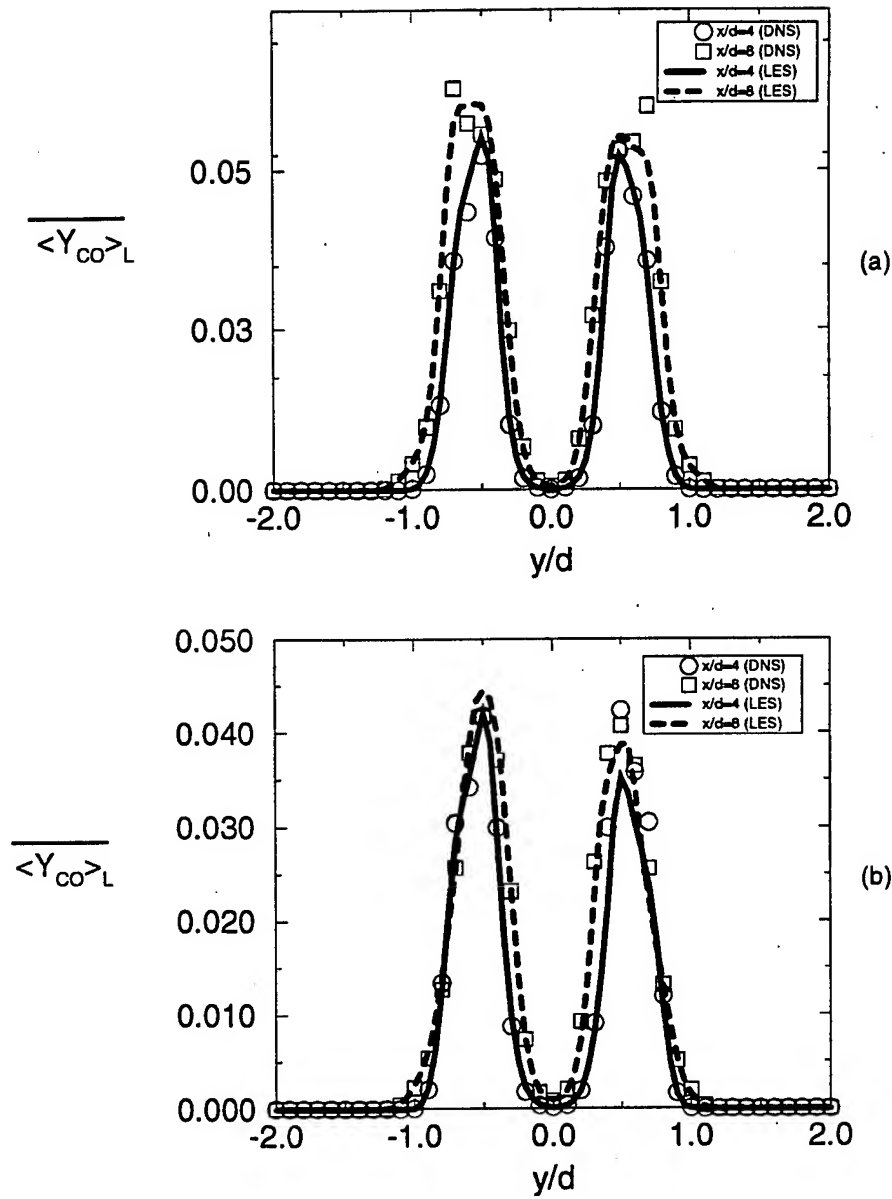 x/d=4 (DNS)
x/d=8 (DNS)
x/d=4 (LES)
x/d=8 (LES)
0.05
0.03
0.00
<Y_CO>_L
(a)
-2.0 -1.0 0.0 1.0 2.0
y/d
0.050
0.040
0.030
0.020
0.010
0.000
x/d=4 (DNS)
x/d=8 (DNS)
x/d=4 (LES)
x/d=8 (LES)
<Y_CO>_L
(b)
-2.0 -1.0 0.0 1.0 2.0
y/d